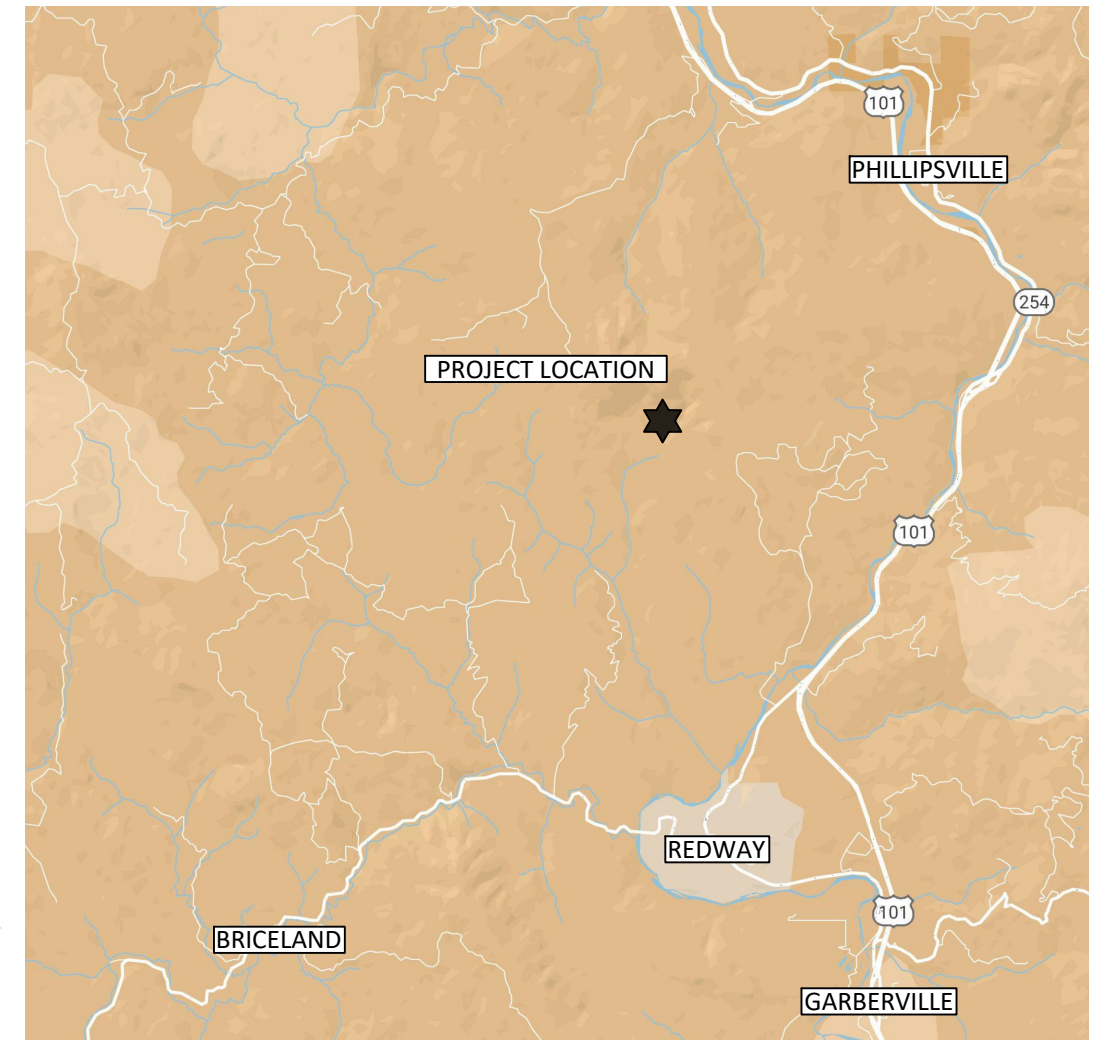 101
PHILLIPSVILLE
254
PROJECT LOCATION
101
REDWAY
101
BRICELAND
GARBERVILLE